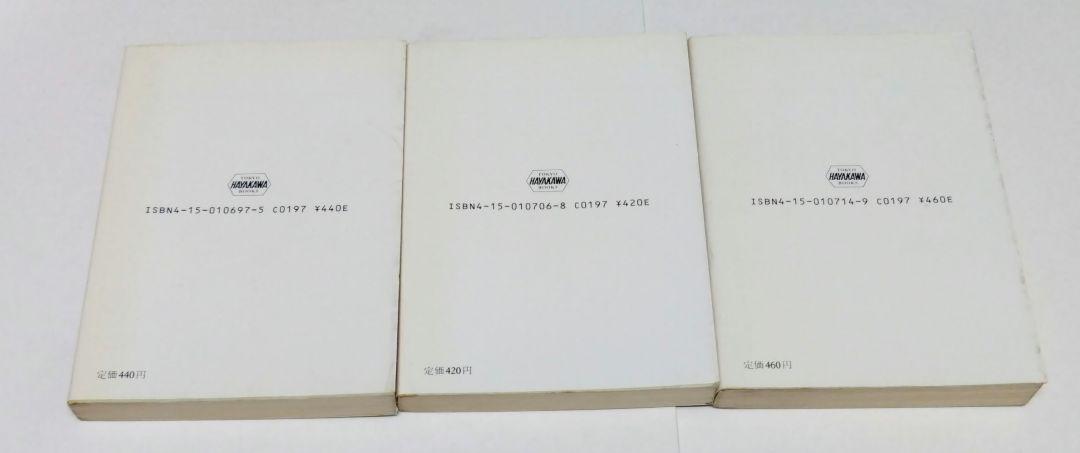 TOKYO
HAYAKAWA
BOOKS
ISBN4-15-010697-5 C0197 ¥440E
定価440円
TOKYO
HAYAKAWA
BOOKS
ISBN4-15-010706-8 C0197 ¥420E
定価420円
TOKYO
HAYAKAWA
BOOKS
ISBN4-15-010714-9 C0197 ¥460E
定価460円